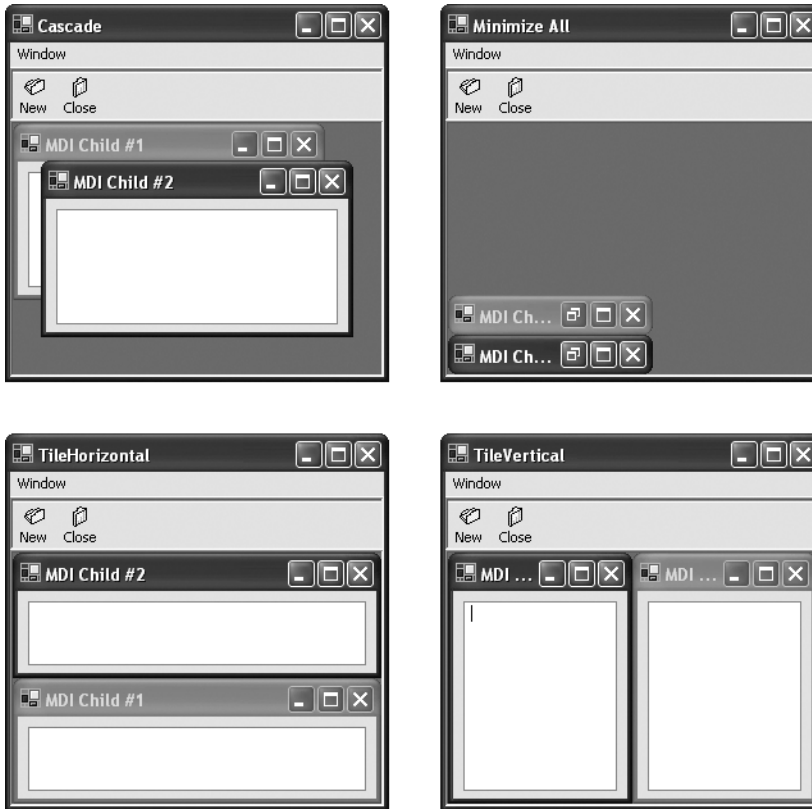 Cascade
Window
New Close
MDI Child #1
MDI Child #2
Minimize All
Window
New Close
MDI Ch...
MDI Ch...
TileHorizontal
Window
New Close
MDI Child #2
MDI Child #1
TileVertical
Window
New Close
MDI ... MDI ...